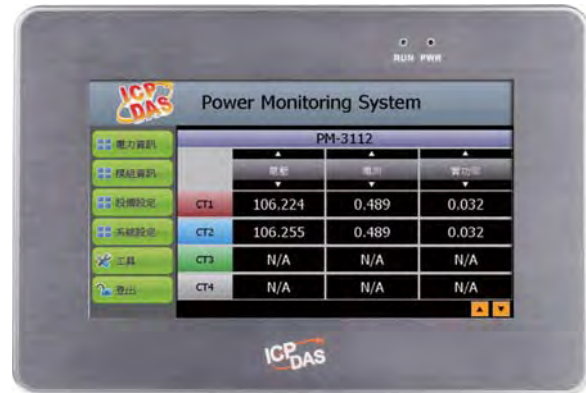 RUN PWR
ICP DAS
Power Monitoring System
電力資訊
PM-3112
模組資訊
電壓 電流 實功率
設備設定
CT1 106.224 0.489 0.032
系統設定
CT2 106.255 0.489 0.032
工具
CT3 N/A N/A N/A
登出
CT4 N/A N/A N/A
ICP DAS